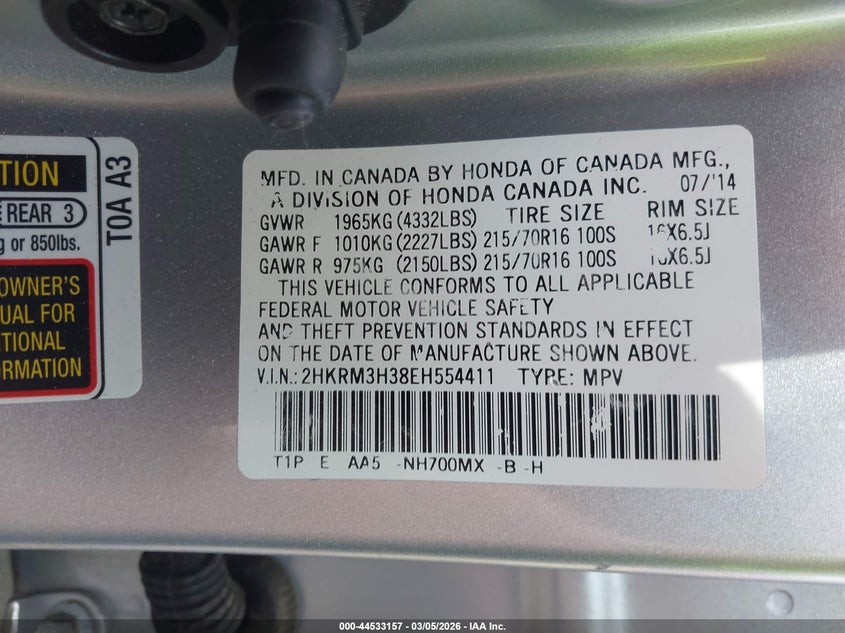 TION
REAR 3
g or 850lbs.
OWNER'S
UAL FOR
TIONAL
ORMATION
T0A A3
MFD. IN CANADA BY HONDA OF CANADA MFG.,
A DIVISION OF HONDA CANADA INC. 07/'14
GVWR 1965KG (4332LBS) TIRE SIZE RIM SIZE
GAWR F 1010KG (2227LBS) 215/70R16 100S 16X6.5J
GAWR R 975KG (2150LBS) 215/70R16 100S 16X6.5J
THIS VEHICLE CONFORMS TO ALL APPLICABLE
FEDERAL MOTOR VEHICLE SAFETY
AND THEFT PREVENTION STANDARDS IN EFFECT
ON THE DATE OF MANUFACTURE SHOWN ABOVE.
V.I.N.: 2HKRM3H38EH554411 TYPE: MPV
T1P E AA5 -NH700MX -B -H
000-44533157 - 03/05/2026 - IAA Inc.